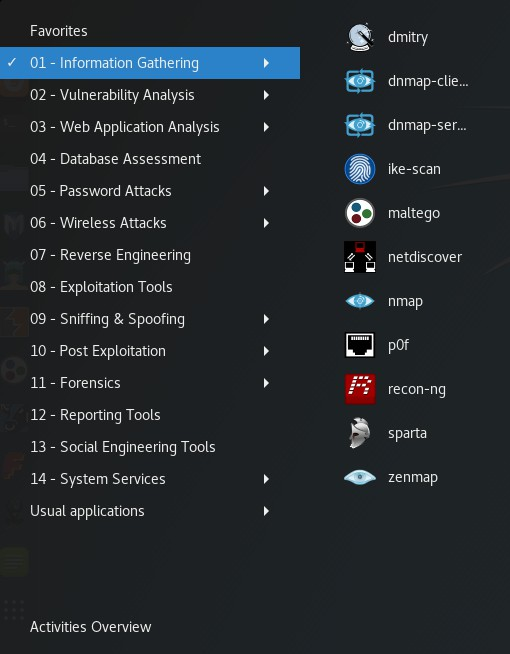 Favorites
01 - Information Gathering
02 - Vulnerability Analysis
03 - Web Application Analysis
04 - Database Assessment
05 - Password Attacks
06 - Wireless Attacks
07 - Reverse Engineering
08 - Exploitation Tools
09 - Sniffing & Spoofing
10 - Post Exploitation
11 - Forensics
12 - Reporting Tools
13 - Social Engineering Tools
14 - System Services
Usual applications
Activities Overview
dmitry
dnmap-clie...
dnmap-ser...
ike-scan
maltego
netdiscover
nmap
p0f
recon-ng
sparta
zenmap